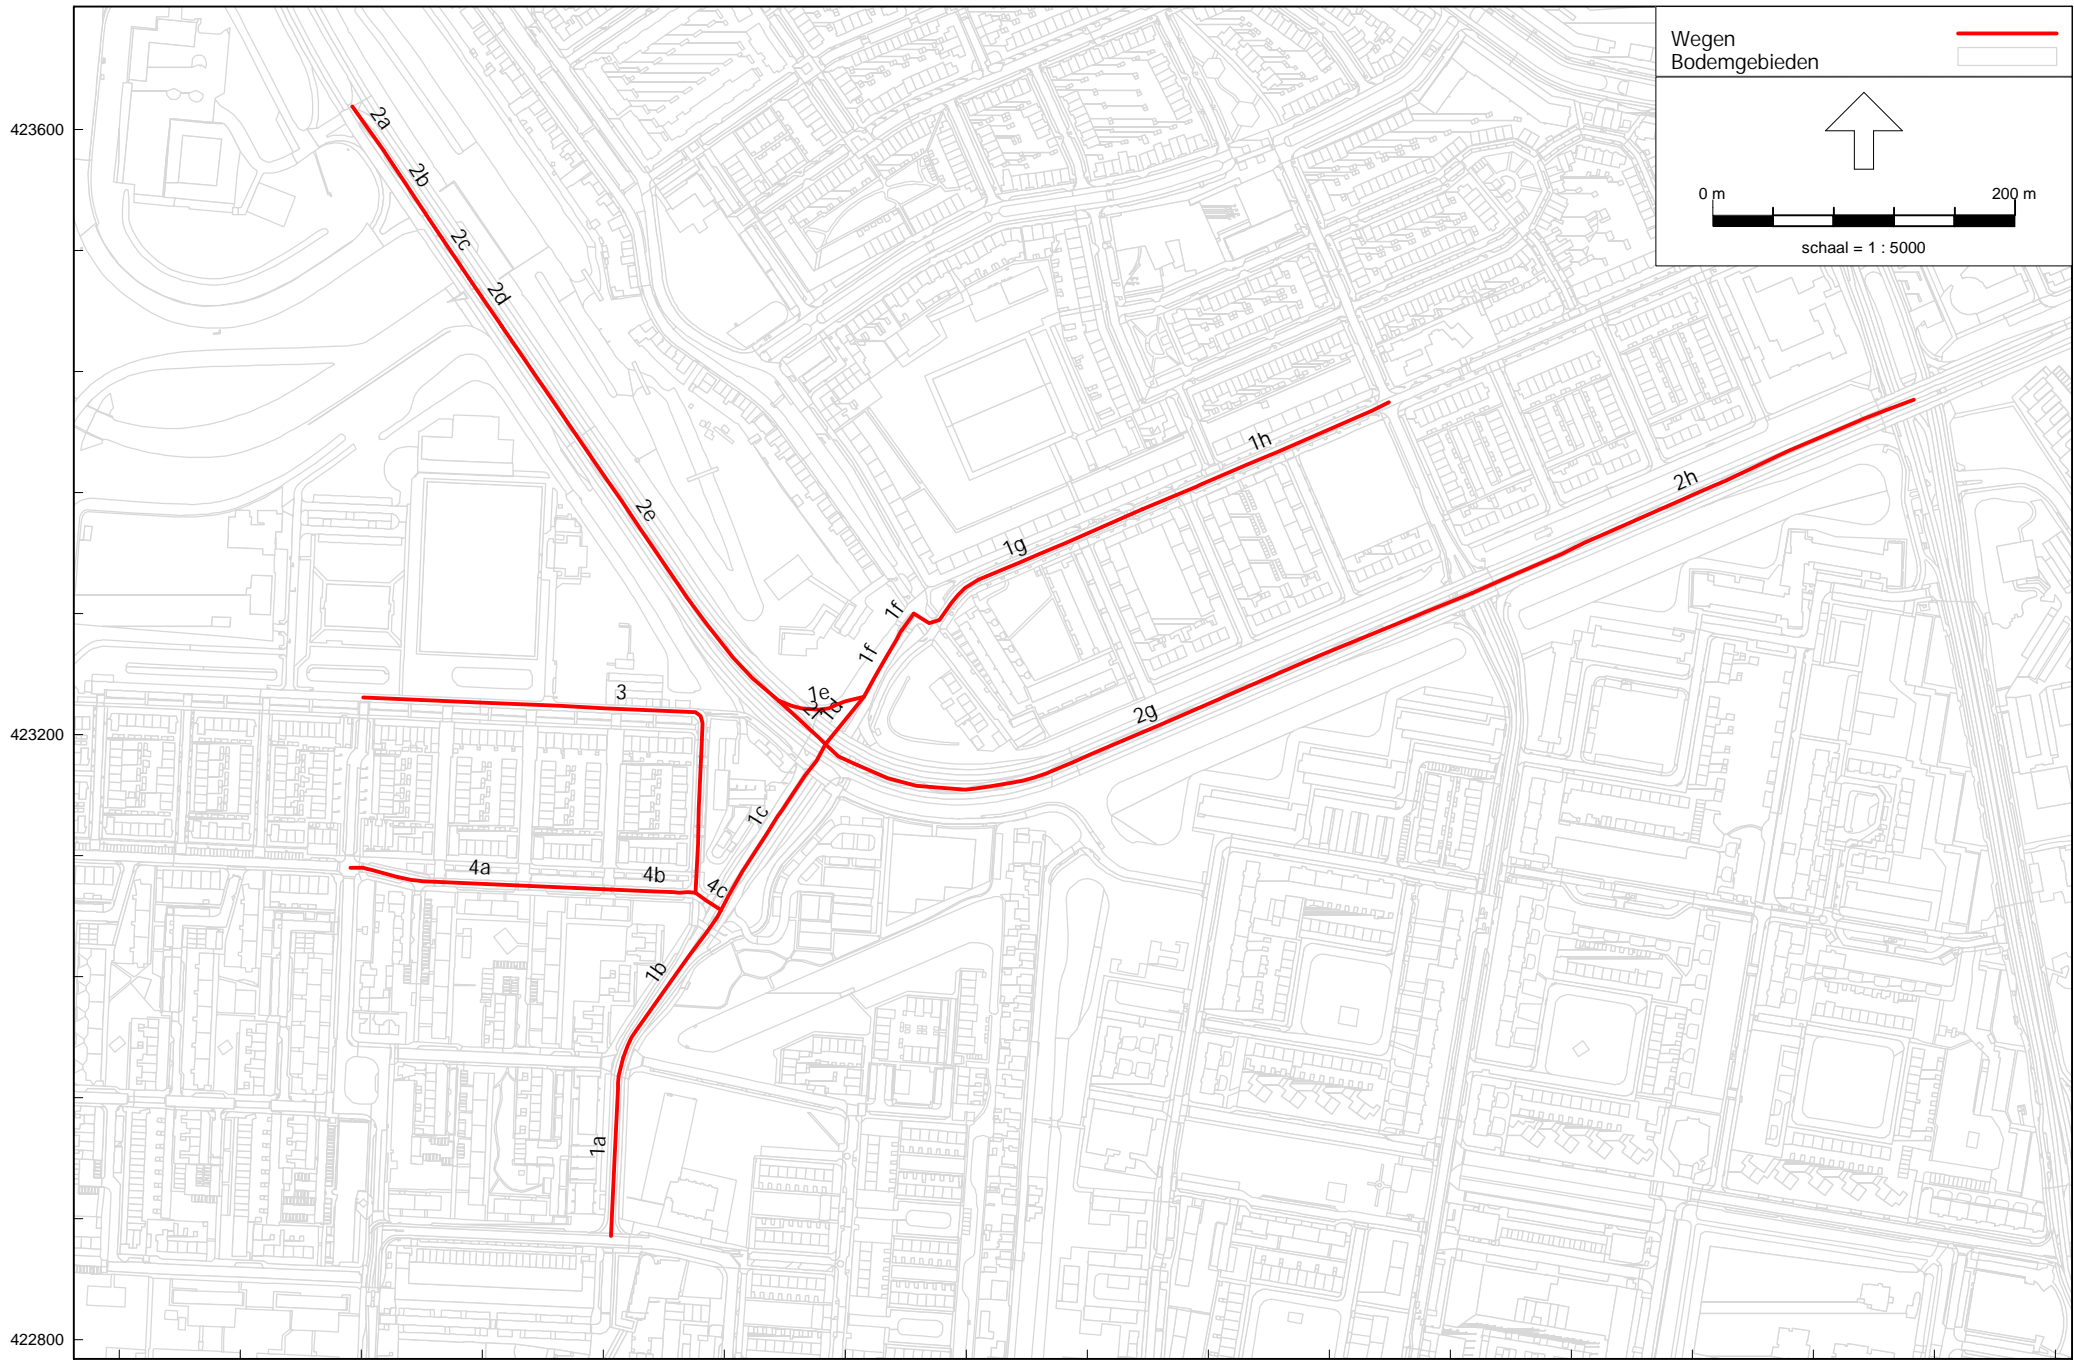 Wegen
Bodemgebieden
0 m 200 m
schaal = 1 : 5000
423600
2a
2b
2c
2d
2e
1h
2h
1g
1f
1f
3
1e
1d
2g
423200
1c
4a
4b
4c
1b
1a
422800